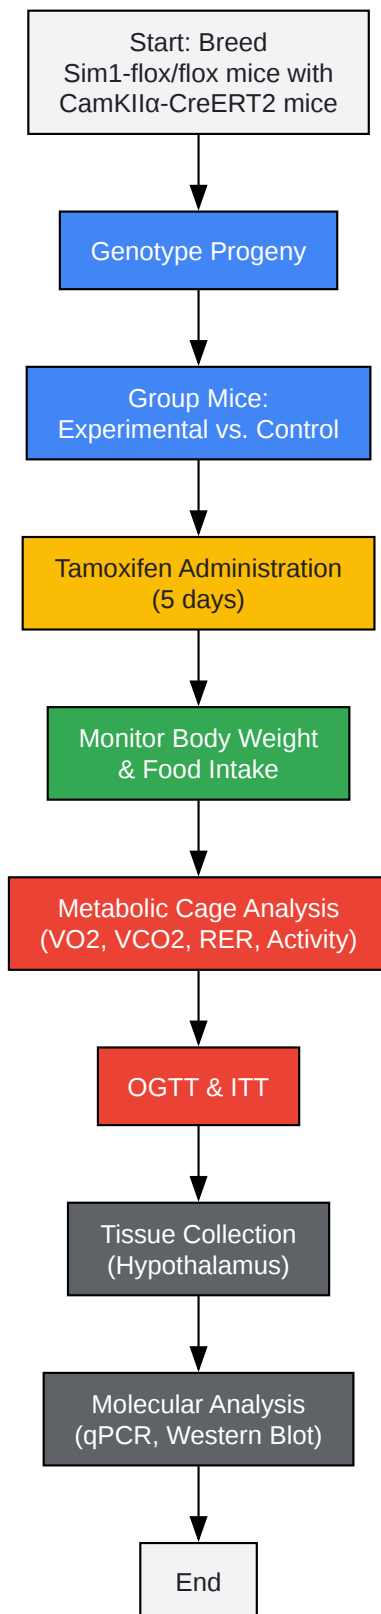 Start: Breed
Sim1-flox/flox mice with
CamKIIα-CreERT2 mice
Genotype Progeny
Group Mice:
Experimental vs. Control
Tamoxifen Administration
(5 days)
Monitor Body Weight
& Food Intake
Metabolic Cage Analysis
(VO2, VCO2, RER, Activity)
OGTT & ITT
Tissue Collection
(Hypothalamus)
Molecular Analysis
(qPCR, Western Blot)
End